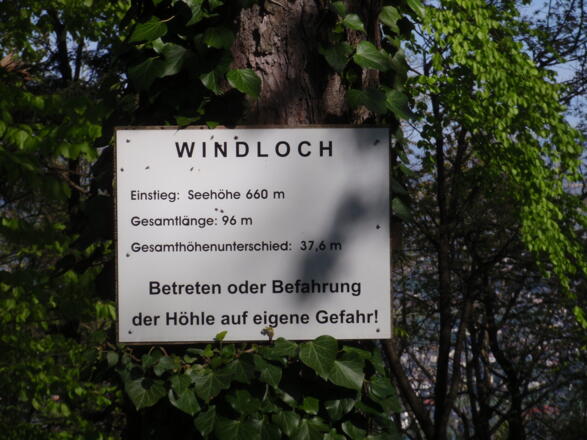 WINDLOCH
Einstieg: Seehöhe 660 m
Gesamtlänge: 96 m
Gesamthöhenunterschied: 37,6 m
Betreten oder Befahrung
der Höhle auf eigene Gefahr!